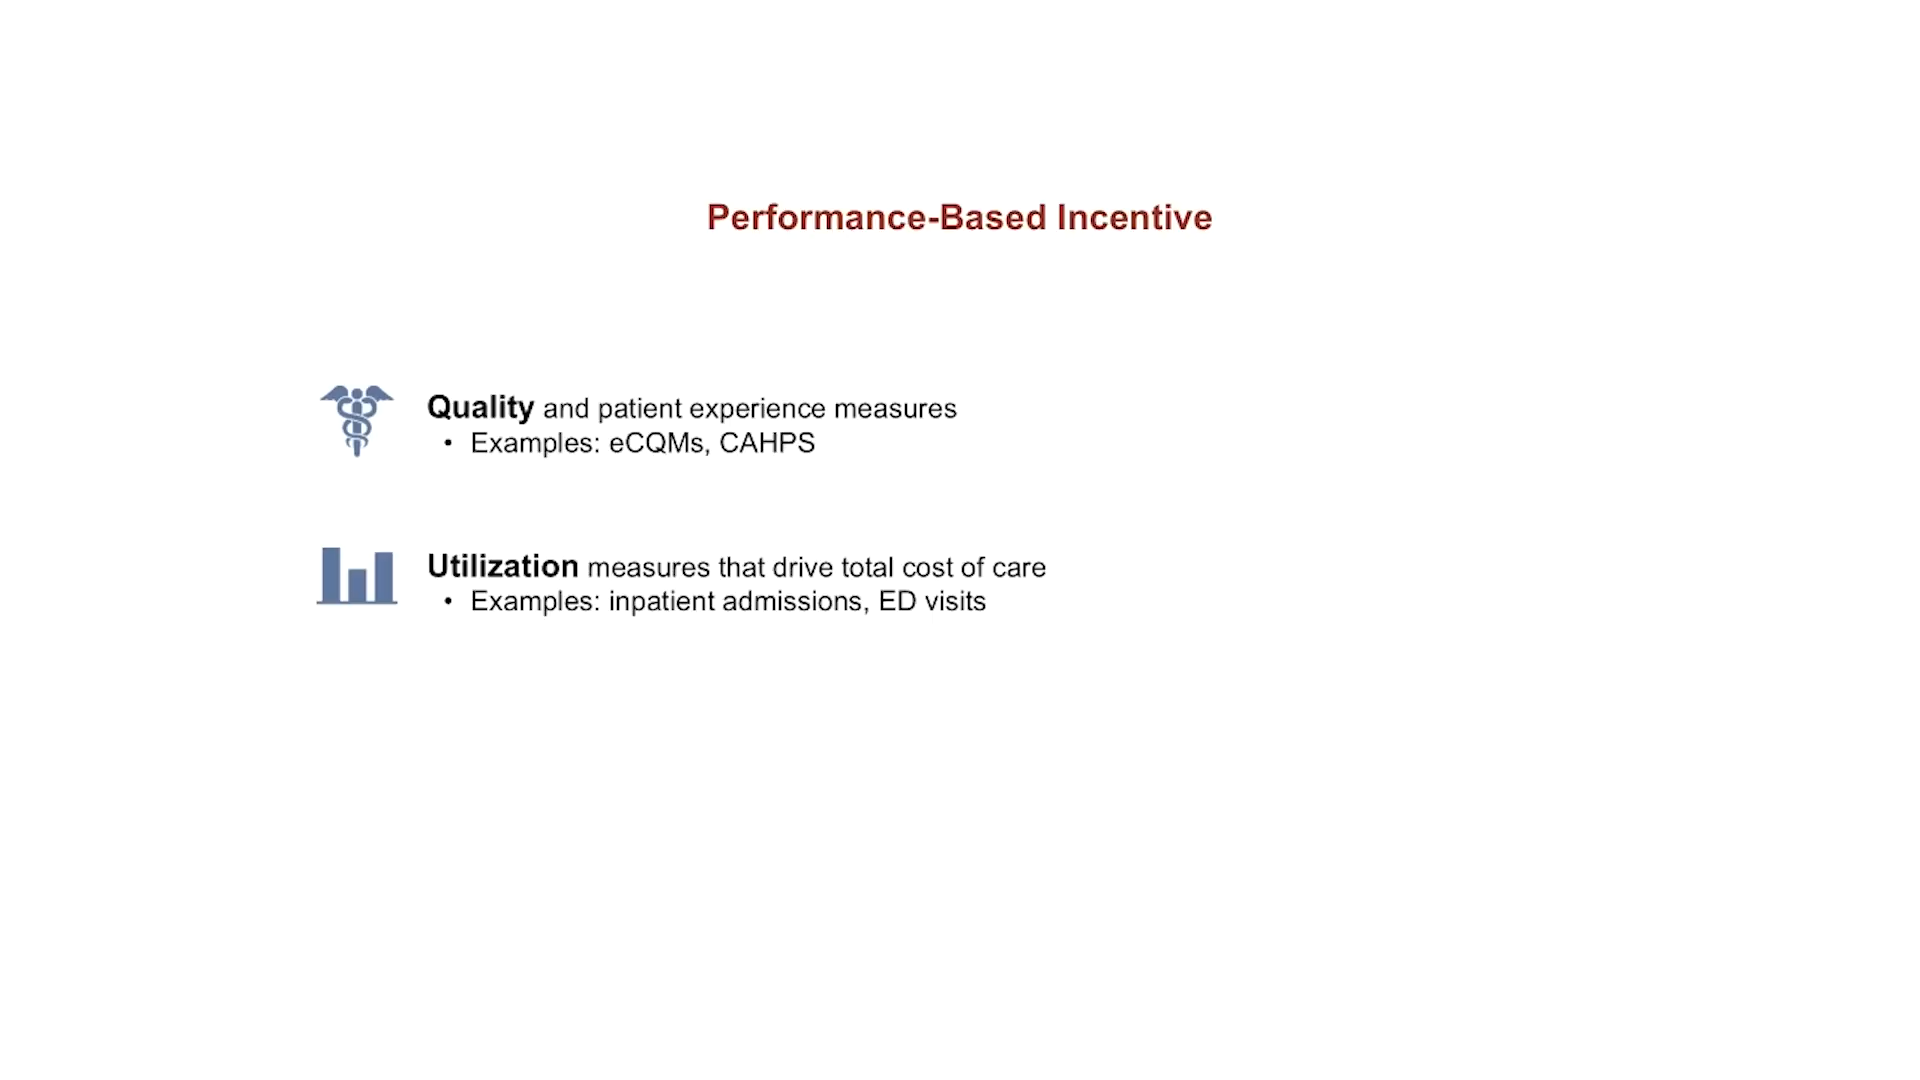 Performance-Based Incentive
Quality and patient experience measures
• Examples: eCQMs, CAHPS
Utilization measures that drive total cost of care
• Examples: inpatient admissions, ED visits